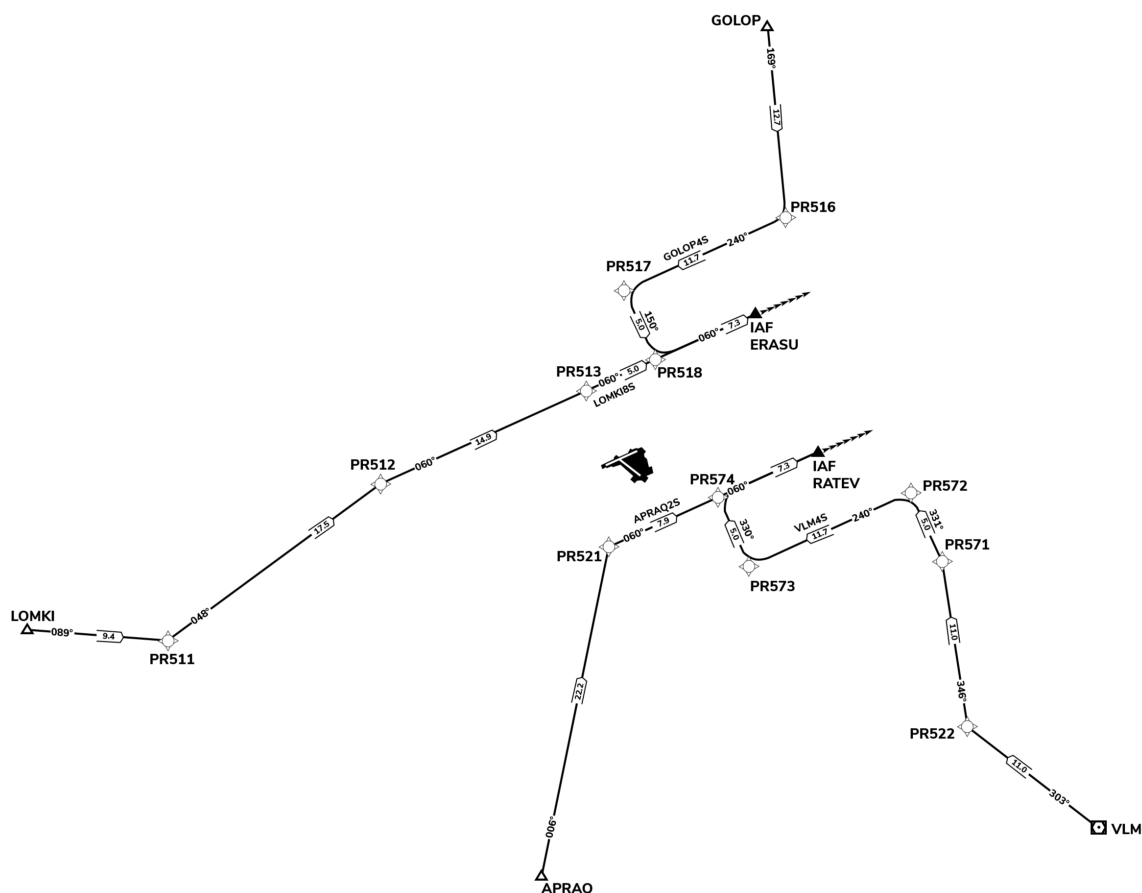 GOLOP
169°
12.7
PR516
GOLOP4S
240°
11.7
PR517
150°
5.0
060°
7.3
IAF
ERASU
PR518
PR513
060°
5.0
LOMKI8S
14.9
060°
PR512
17.5
048°
LOMKI
089°
9.4
PR511
IAF
RATEV
7.3
060°
PR574
APRAQ2S
7.9
060°
PR521
330°
5.0
PR573
VLM4S
11.7
240°
PR572
331°
5.0
PR571
11.0
346°
PR522
11.0
303°
VLM
22.2
006°
APRAQ